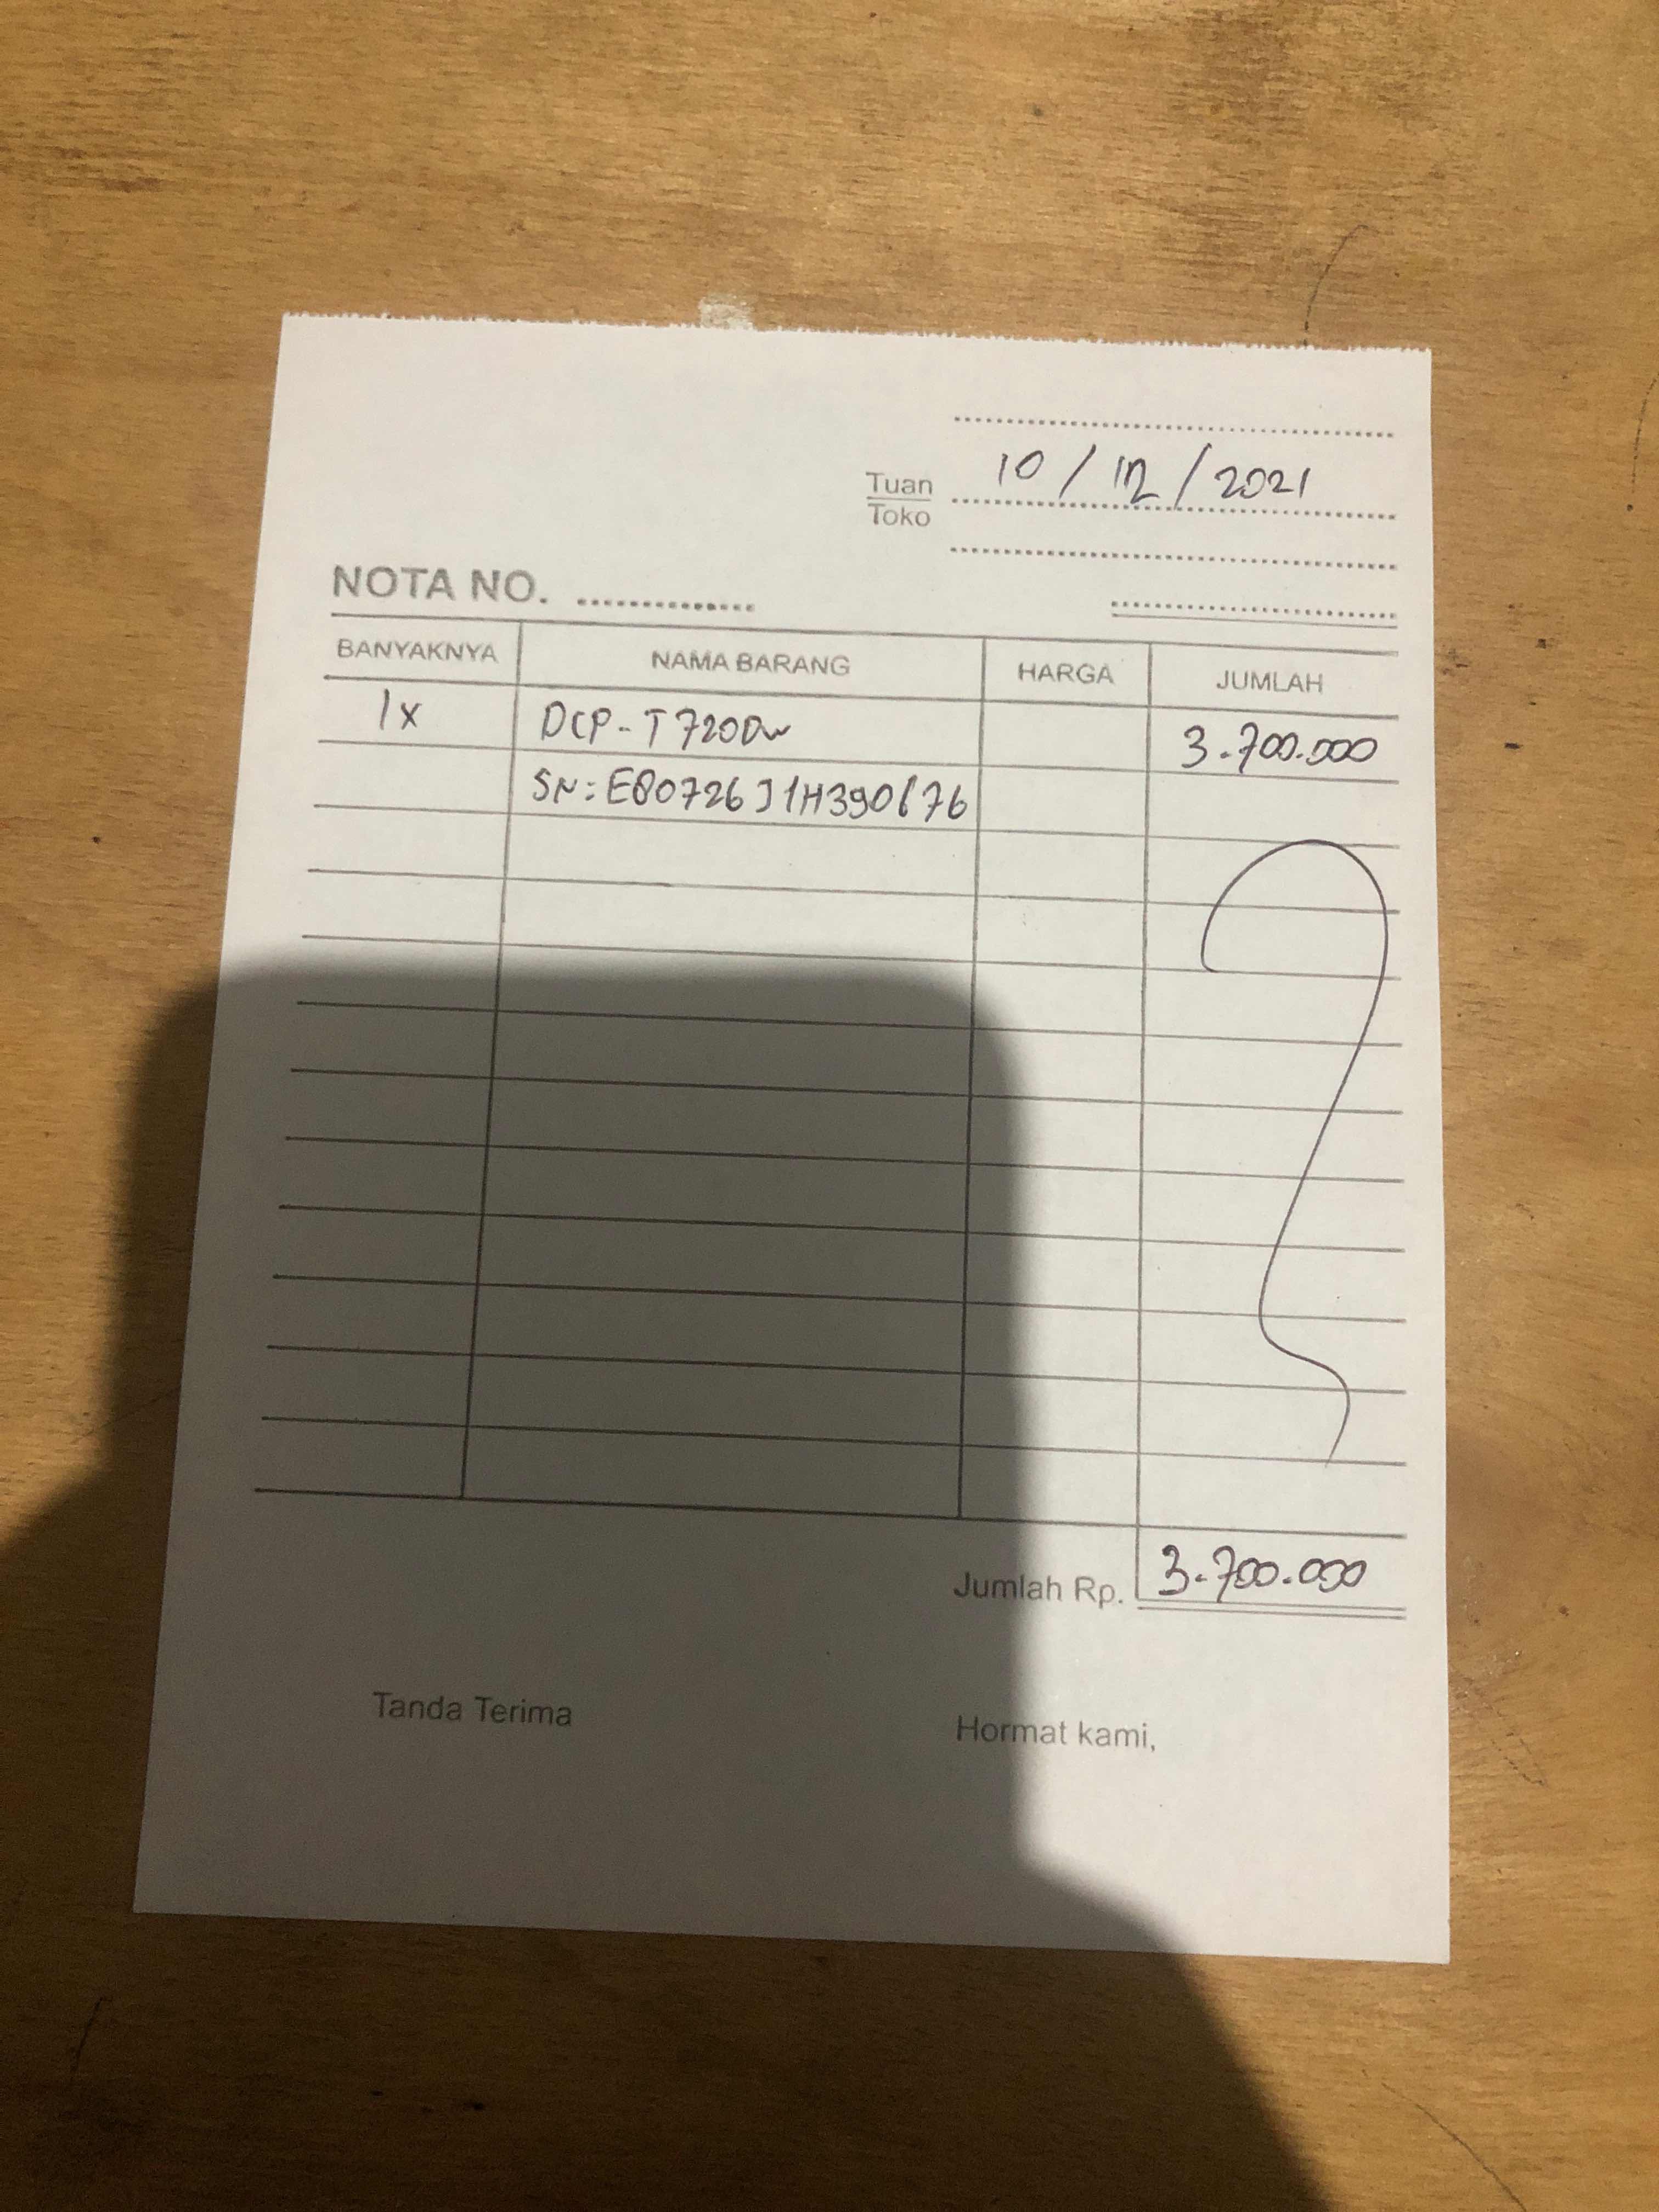 10/12/2021
Tuan
Toko
NOTA NO.
BANYAKNYA NAMA BARANG HARGA JUMLAH
1x DCP-T720DW 3.700.000
SN: E80726J1H390676
Jumlah Rp. 3.700.000
Tanda Terima Hormat kami,